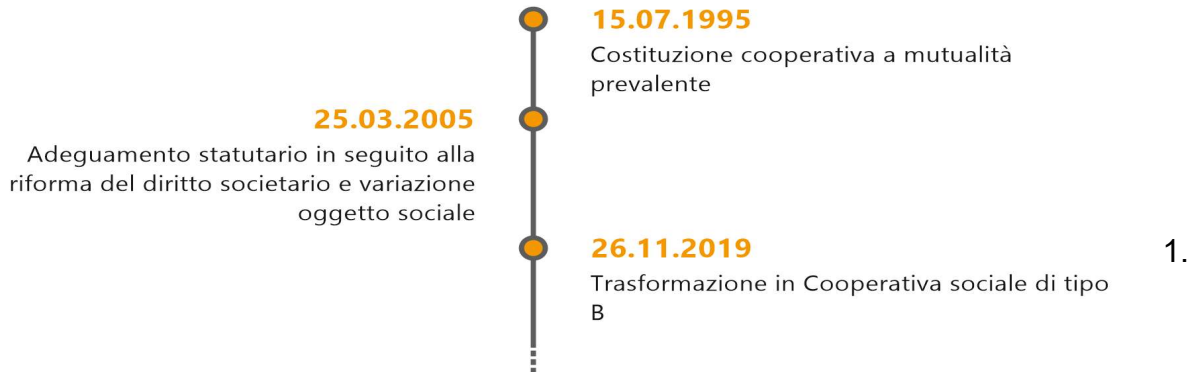 15.07.1995
Costituzione cooperativa a mutualità
prevalente
25.03.2005
Adeguamento statutario in seguito alla
riforma del diritto societario e variazione
oggetto sociale
26.11.2019
Trasformazione in Cooperativa sociale di tipo
B
1.